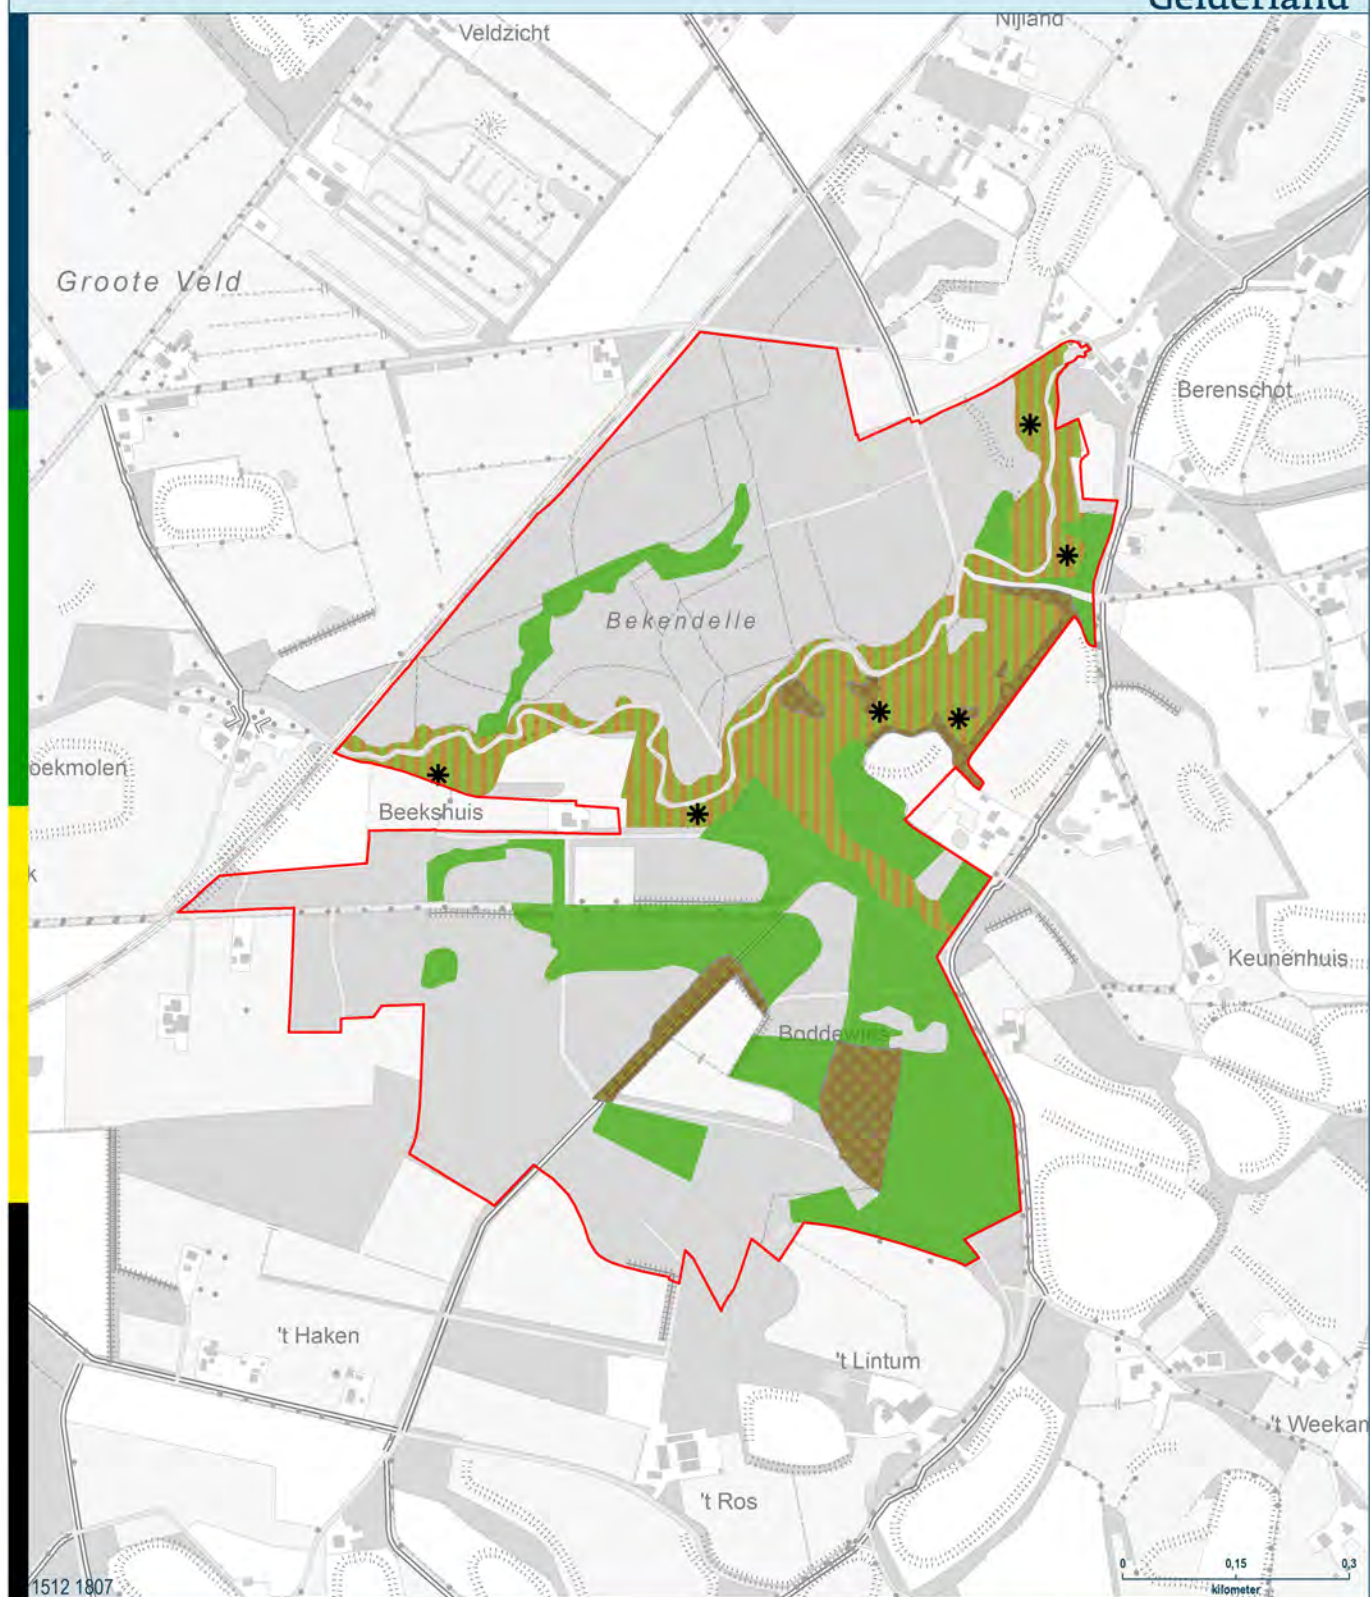 Gelderland
Nijland
Veldzicht
Groote Veld
Berenschot
Bekendelle
oekmolen
Beekshuis
k
Keunenhuis
Boddewies
't Haken
't Lintum
't Weekan
't Ros
0 0,15 0,3
kilometer
1512 1807